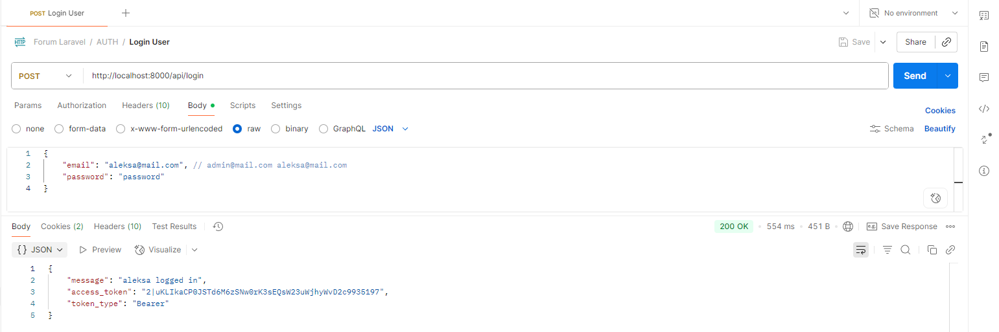 POST Login User
No environment
HTTP Forum Laravel / AUTH / Login User
Save
Share
POST http://localhost:8000/api/login
Send
Params Authorization Headers (10) Body Scripts Settings
Cookies
none form-data x-www-form-urlencoded raw binary GraphQL JSON
Schema Beautify
1 {
2 "email": "aleksa@mail.com", // admin@mail.com aleksa@mail.com
3 "password": "password"
4 }
Body Cookies (2) Headers (10) Test Results
200 OK • 554 ms • 451 B • e.g. Save Response
{} JSON Preview Visualize
1 {
2 "message": "aleksa logged in",
3 "access_token": "2|uKLIkaCP0JSTd6M6zSNw0rK3sEQsW23uWjhyWvD2c9935197",
4 "token_type": "Bearer"
5 }